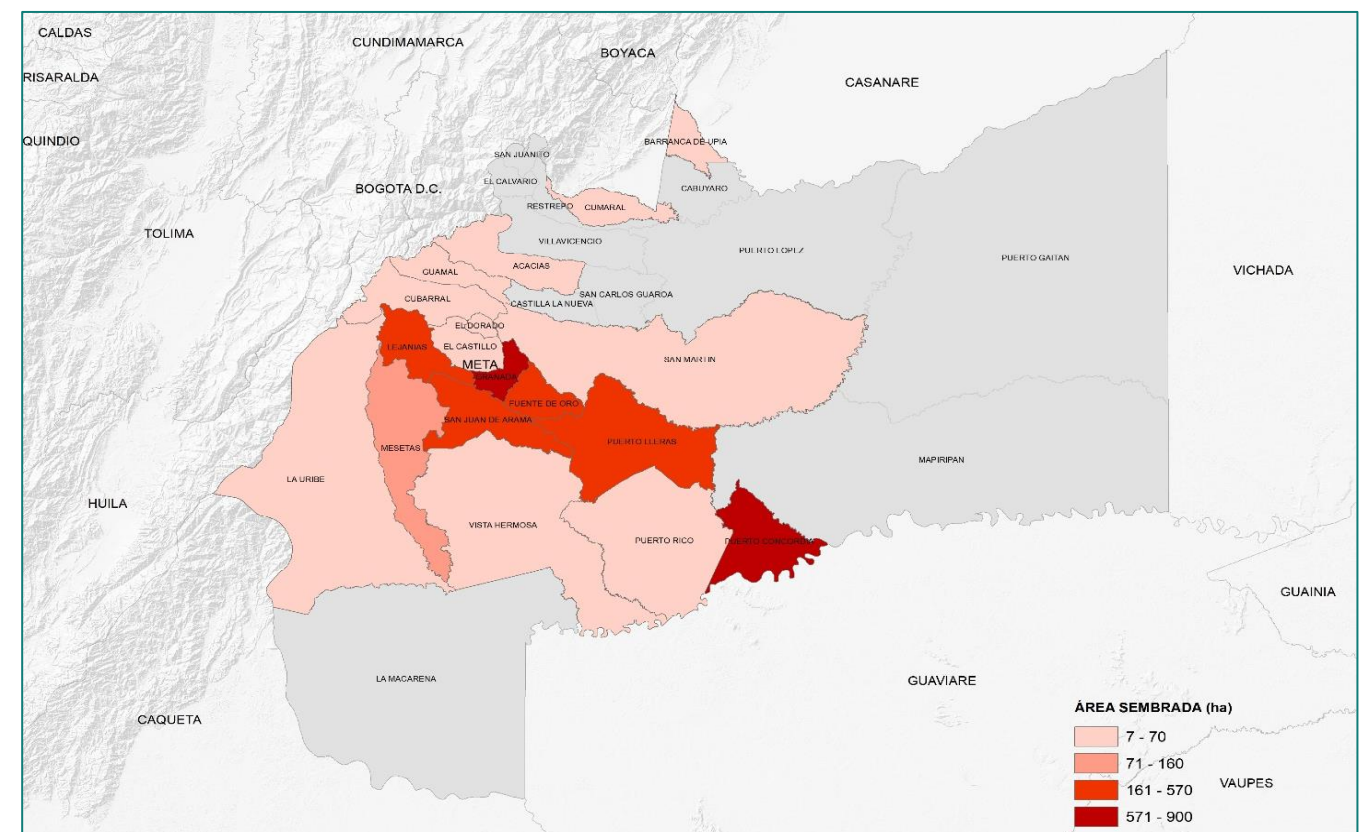 CALDAS
CUNDIMAMARCA
BOYACA
RISARALDA
CASANARE
QUINDIO
BARRANCA DE UPIA
SAN JUANITO
EL CALVARIO
BOGOTA D.C.
CABUYARO
RESTREPO
CUMARAL
TOLIMA
VILLAVICENCIO
PUERTO LOPEZ
PUERTO GAITAN
ACACIAS
GUAMAL
VICHADA
SAN CARLOS GUAROA
CUBARRAL
CASTILLA LA NUEVA
EL DORADO
LEJANIAS
EL CASTILLO
SAN MARTIN
META
GRANADA
FUENTE DE ORO
SAN JUAN DE ARAMA
PUERTO LLERAS
MESETAS
MAPIRIPAN
LA URIBE
HUILA
VISTA HERMOSA
PUERTO RICO
PUERTO CONCORDIA
GUAINIA
LA MACARENA
GUAVIARE
CAQUETA
ÁREA SEMBRADA (ha)
7 - 70
71 - 160
VAUPES
161 - 570
571 - 900